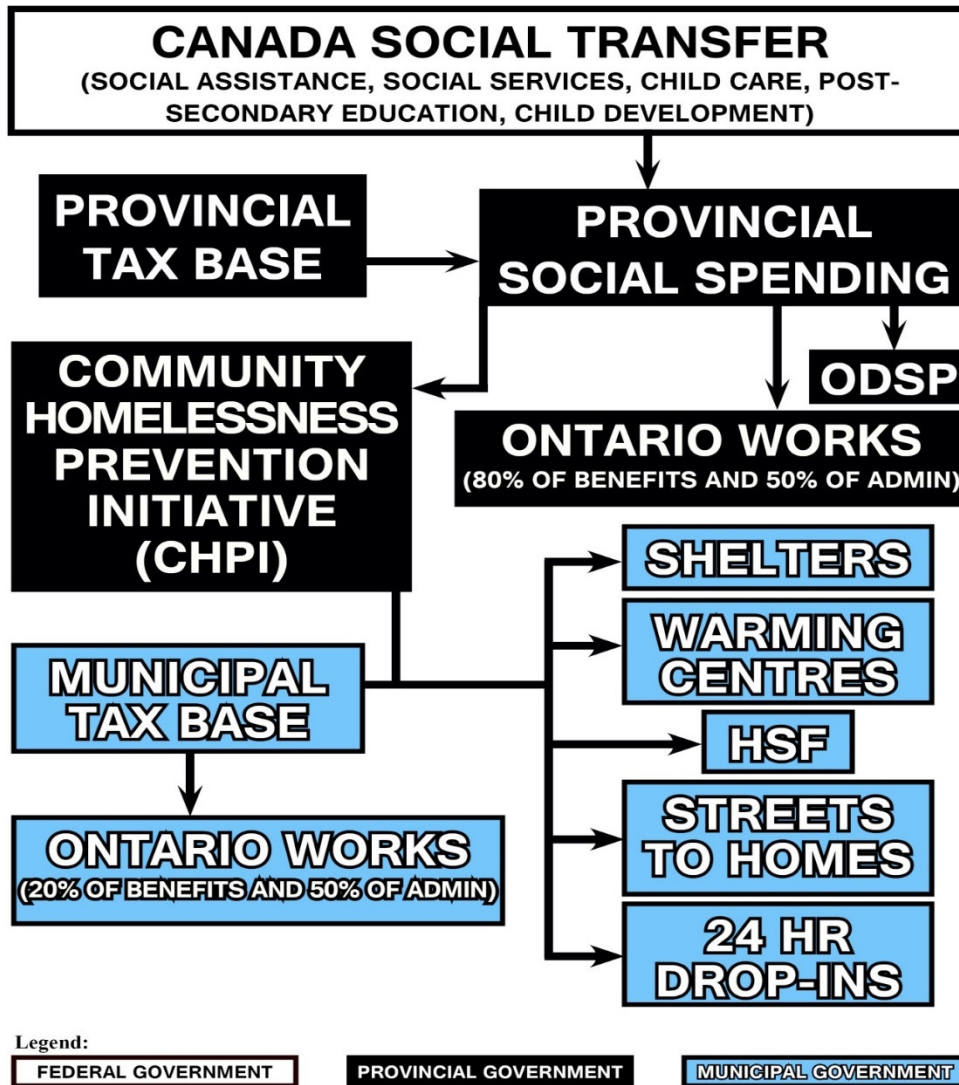 CANADA SOCIAL TRANSFER
(SOCIAL ASSISTANCE, SOCIAL SERVICES, CHILD CARE, POST-
SECONDARY EDUCATION, CHILD DEVELOPMENT)
PROVINCIAL
TAX BASE
PROVINCIAL
SOCIAL SPENDING
COMMUNITY
HOMELESSNESS
PREVENTION
INITIATIVE
(CHPI)
ODSP
ONTARIO WORKS
(80% OF BENEFITS AND 50% OF ADMIN)
SHELTERS
WARMING
CENTRES
MUNICIPAL
TAX BASE
HSF
STREETS
TO HOMES
ONTARIO WORKS
(20% OF BENEFITS AND 50% OF ADMIN)
24 HR
DROP-INS
Legend:
FEDERAL GOVERNMENT
PROVINCIAL GOVERNMENT
MUNICIPAL GOVERNMENT